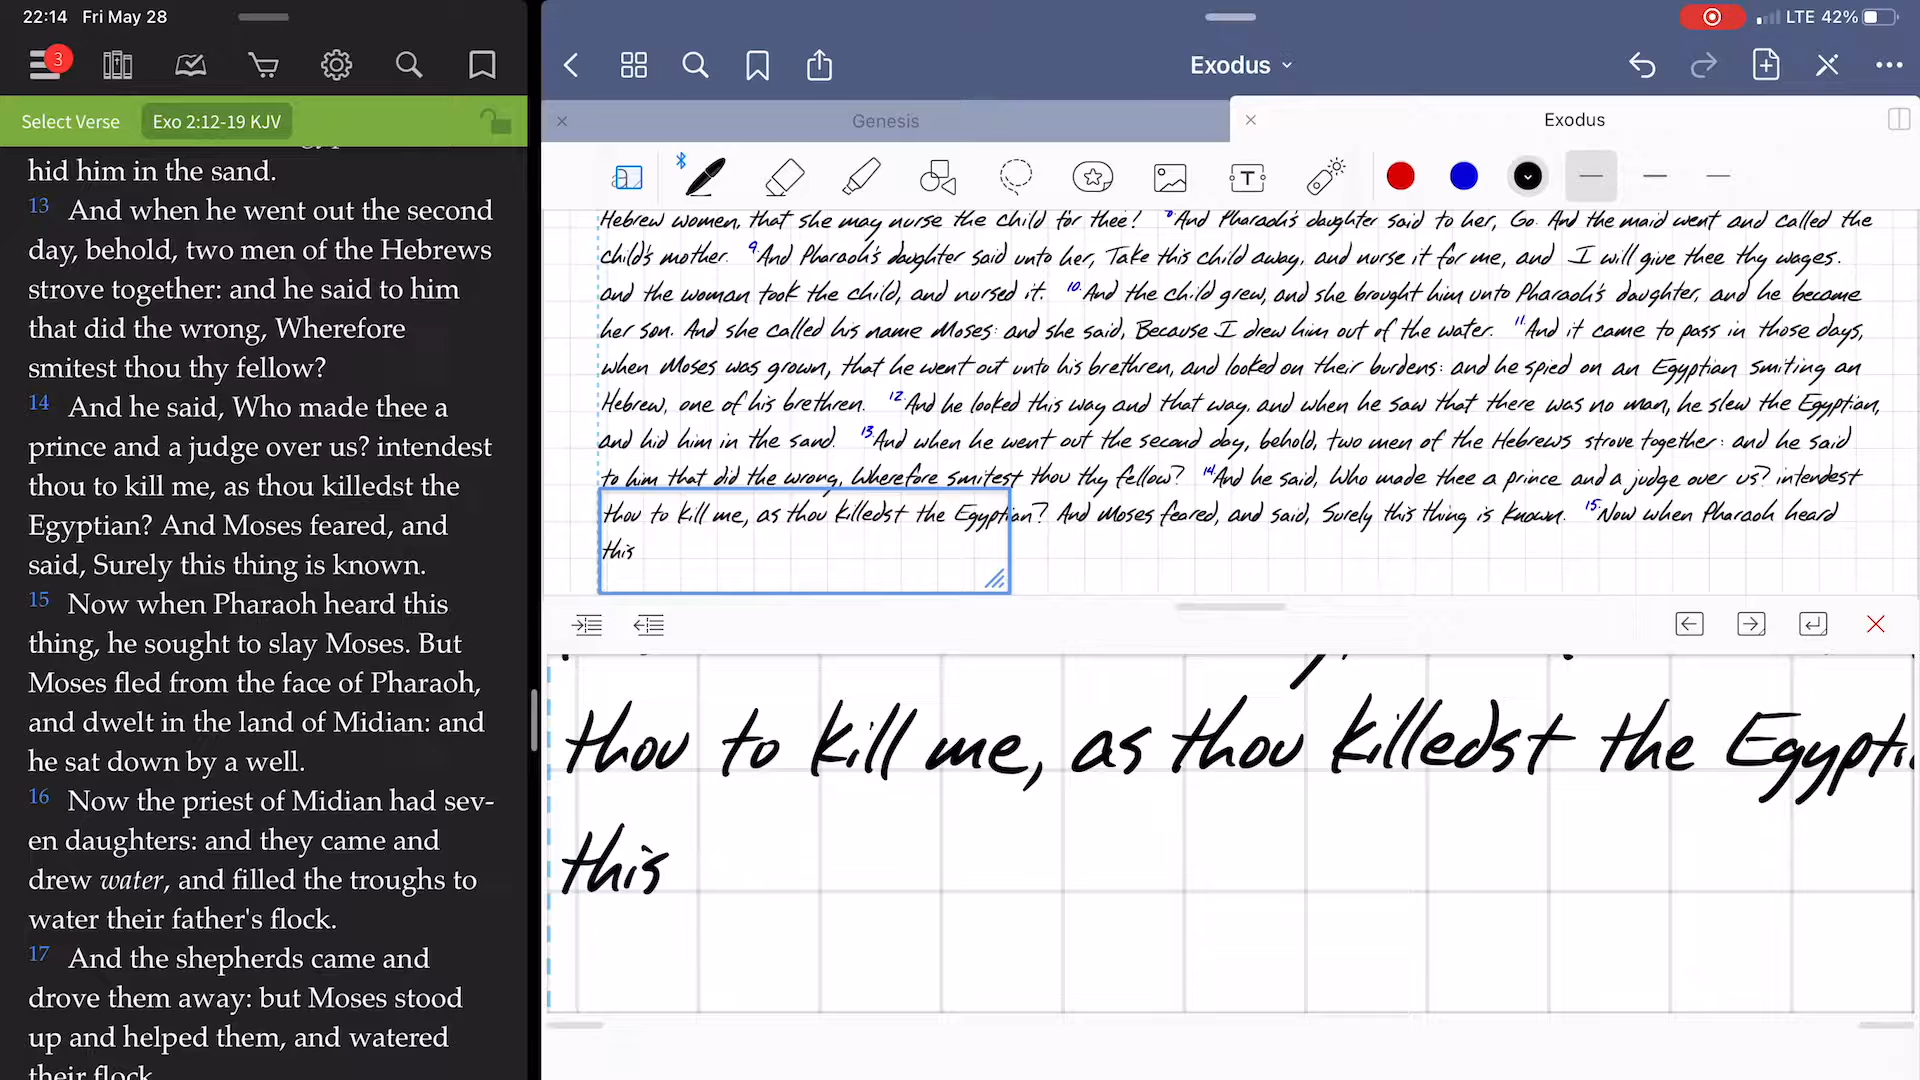 22:14 Fri May 28
3
Select Verse Exo 2:12-19 KJV
hid him in the sand.
13 And when he went out the second
day, behold, two men of the Hebrews
strove together: and he said to him
that did the wrong, Wherefore
smitest thou thy fellow?
14 And he said, Who made thee a
prince and a judge over us? intendest
thou to kill me, as thou killedst the
Egyptian? And Moses feared, and
said, Surely this thing is known.
15 Now when Pharaoh heard this
thing, he sought to slay Moses. But
Moses fled from the face of Pharaoh,
and dwelt in the land of Midian: and
he sat down by a well.
16 Now the priest of Midian had sev-
en daughters: and they came and
drew water, and filled the troughs to
water their father's flock.
17 And the shepherds came and
drove them away: but Moses stood
up and helped them, and watered
their flock
LTE 42%
Exodus
Genesis
Exodus
T
Hebrew women, that she may nurse the child for thee? 8. And Pharaoh's daughter said to her, Go. And the maid went and called the
child's mother. 9. And Pharaoh's daughter said unto her, Take this child away, and nurse it for me, and I will give thee thy wages.
and the woman took the child, and nursed it. 10. And the child grew, and she brought him unto Pharaoh's daughter, and he became
her son. And she called his name Moses: and she said, Because I drew him out of the water. 11. And it came to pass in those days,
when Moses was grown, that he went out unto his brethren, and looked on their burdens: and he spied on an Egyptian smiting an
Hebrew, one of his brethren. 12. And he looked this way and that way, and when he saw that there was no man, he slew the Egyptian,
and hid him in the sand. 13. And when he went out the second day, behold, two men of the Hebrews strove together: and he said
to him that did the wrong, Wherefore smitest thou thy fellow? 14. And he said, Who made thee a prince and a judge over us? intendest
thou to kill me, as thou killedst the Egyptian? And Moses feared, and said, Surely this thing is known. 15. Now when Pharaoh heard
this
thou to kill me, as thou killedst the Egypti
this